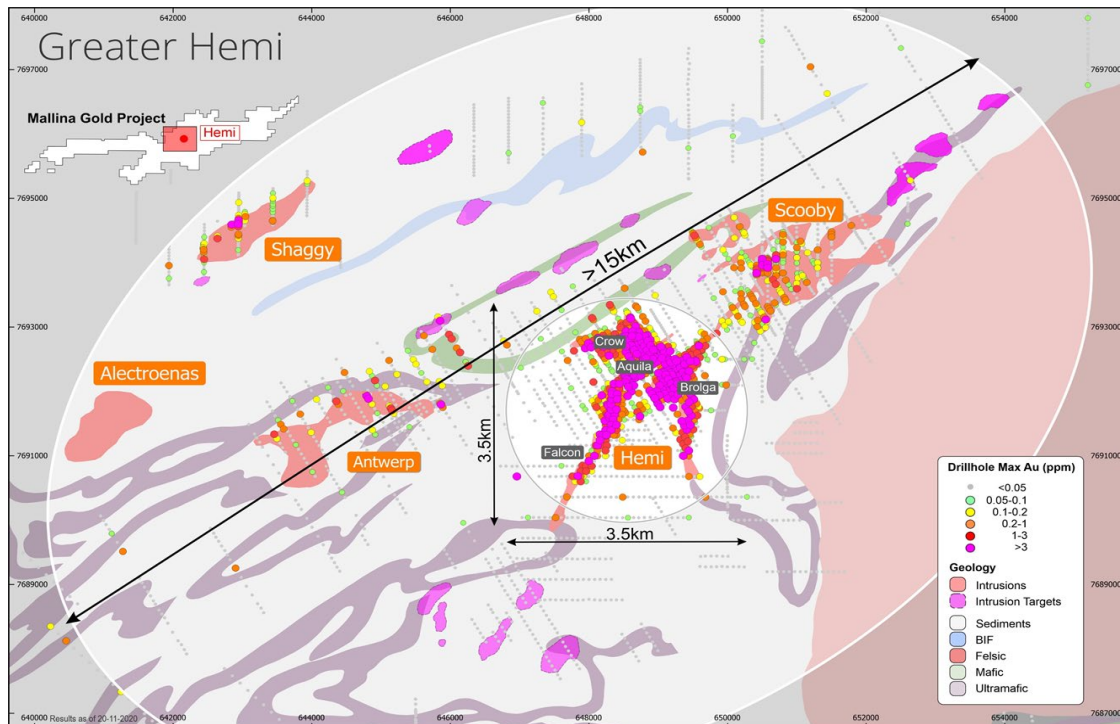 640000 642000 644000 646000 648000 650000 652000 654000
Greater Hemi
7697000 7697000
Mallina Gold Project
Hemi
7695000 7695000
Shaggy
Scooby
>15km
7693000 7693000
Crow
Aquila
Brolga
Alectroenas
3.5km
Falcon
Hemi
Antwerp
7691000 7691000
3.5km
7689000 7689000
Drillhole Max Au (ppm)
<0.05
0.05-0.1
0.1-0.2
0.2-1
1-3
>3
Geology
Intrusions
Intrusion Targets
Sediments
BIF
Felsic
Mafic
Ultramafic
7687000 Results as of 20-11-2020 7687000
640000 642000 644000 646000 648000 650000 652000 654000